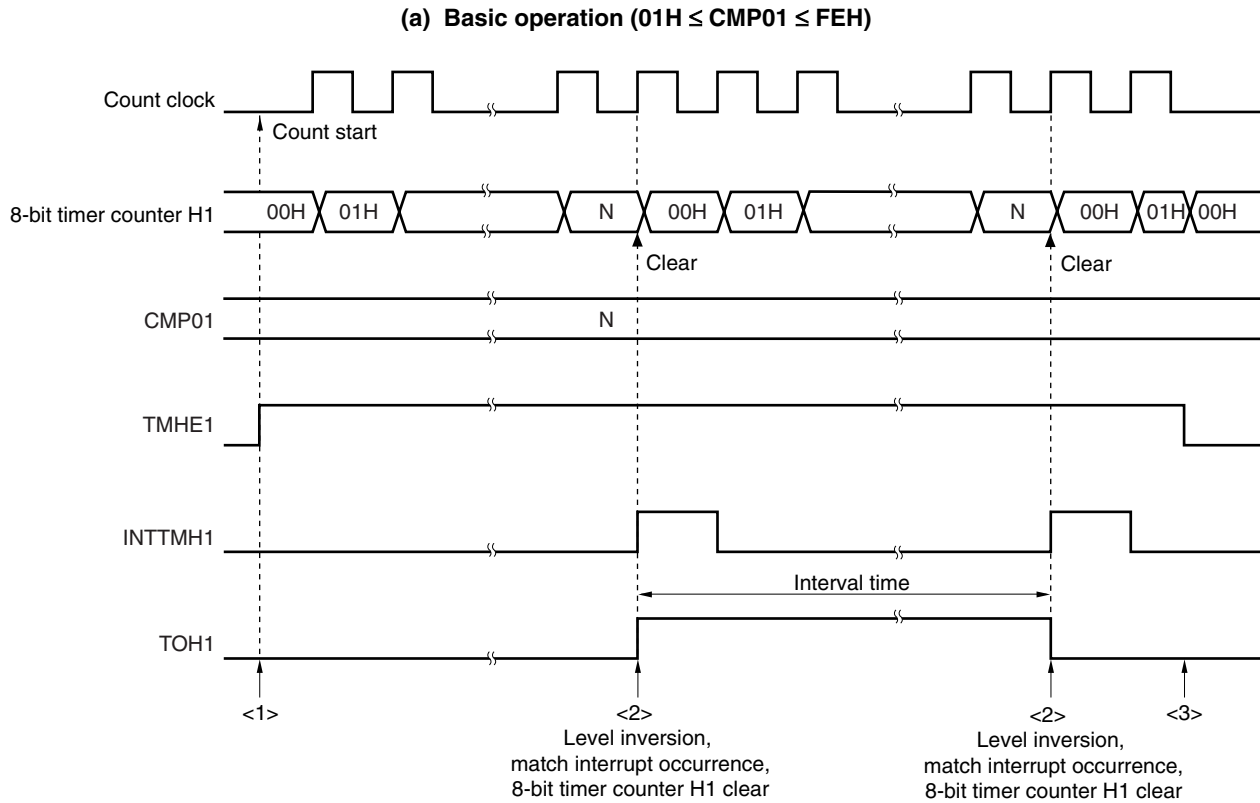 (a) Basic operation (01H ≤ CMP01 ≤ FEH)
Count clock
Count start
8-bit timer counter H1
00H 01H N 00H 01H N 00H 01H 00H
Clear Clear
CMP01
N
TMHE1
INTTMH1
Interval time
TOH1
<1> <2> <2> <3>
Level inversion, Level inversion,
match interrupt occurrence, match interrupt occurrence,
8-bit timer counter H1 clear 8-bit timer counter H1 clear